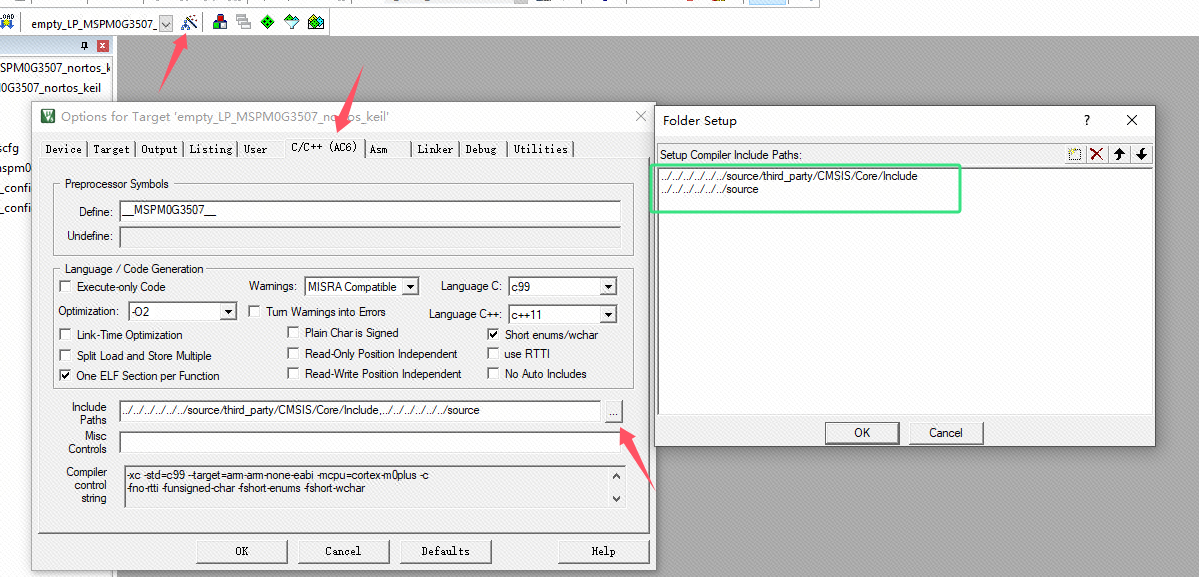 LOAD
empty_LP_MSPM0G3507_
SPM0G3507_nortos_k
0G3507_nortos_keil
scfg
mspm0
_confi
_confi
Options for Target 'empty_LP_MSPM0G3507_nortos_keil'
Device Target Output Listing User C/C++ (AC6) Asm Linker Debug Utilities
Preprocessor Symbols
Define: __MSPM0G3507__
Undefine:
Language / Code Generation
Execute-only Code Warnings: MISRA Compatible Language C: c99
Optimization: -O2 Turn Warnings into Errors Language C++: c++11
Link-Time Optimization Plain Char is Signed Short enums/wchar
Split Load and Store Multiple Read-Only Position Independent use RTTI
One ELF Section per Function Read-Write Position Independent No Auto Includes
Include Paths ../../../../../../source/third_party/CMSIS/Core/Include,../../../../../../source ...
Misc Controls
Compiler control string
-xc -std=c99 --target=arm-arm-none-eabi -mcpu=cortex-m0plus -c
-fno-rtti -funsigned-char -fshort-enums -fshort-wchar
OK Cancel Defaults Help
Folder Setup ?
Setup Compiler Include Paths:
../../../../../../source/third_party/CMSIS/Core/Include
../../../../../../source
OK Cancel